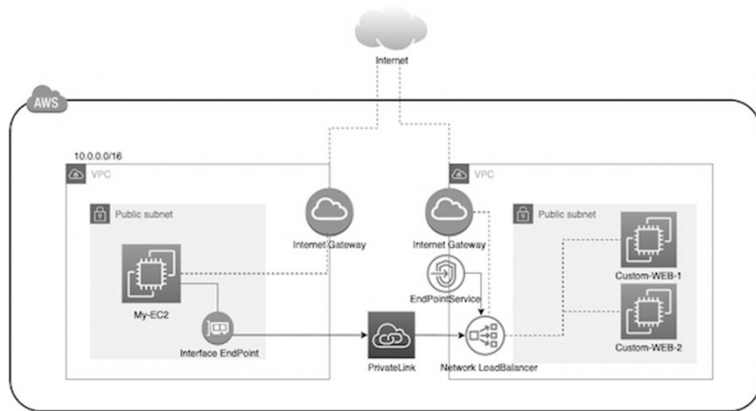 Internet
AWS
10.0.0.0/16
VPC
VPC
Public subnet
Public subnet
Internet Gateway
Internet Gateway
Custom-WEB-1
EndPointService
My-EC2
Interface EndPoint
PrivateLink
Network LoadBalancer
Custom-WEB-2